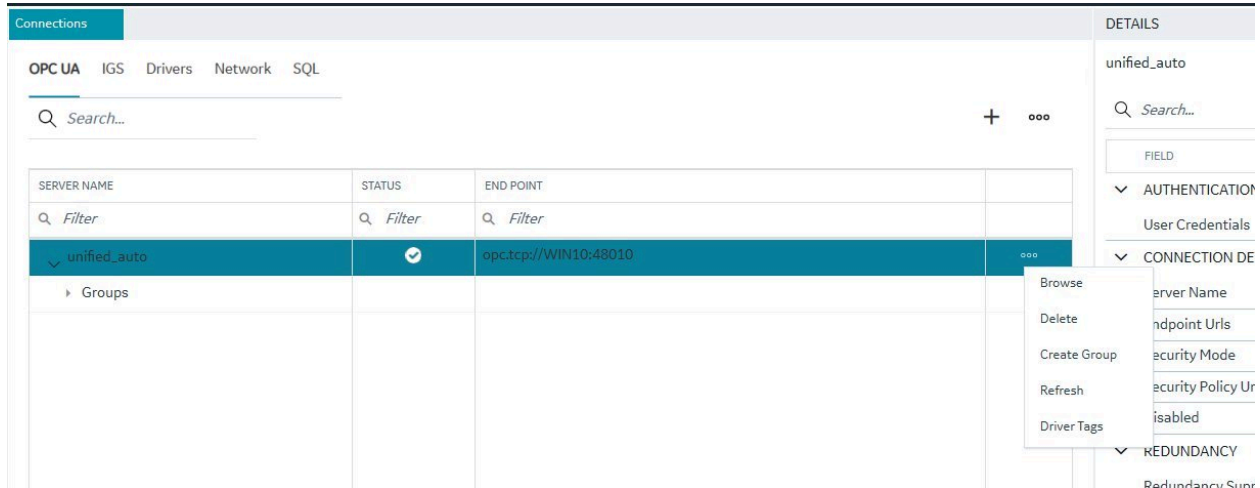 Connections
OPC UA IGS Drivers Network SQL
Search...
SERVER NAME STATUS END POINT
Filter Filter Filter
unified_auto opc.tcp://WIN10:48010
Groups
Browse
Delete
Create Group
Refresh
Driver Tags
DETAILS
unified_auto
Search...
FIELD
AUTHENTICATION
User Credentials
CONNECTION DE
erver Name
ndpoint Urls
ecurity Mode
ecurity Policy Ur
isabled
REDUNDANCY
Redundancy Supp